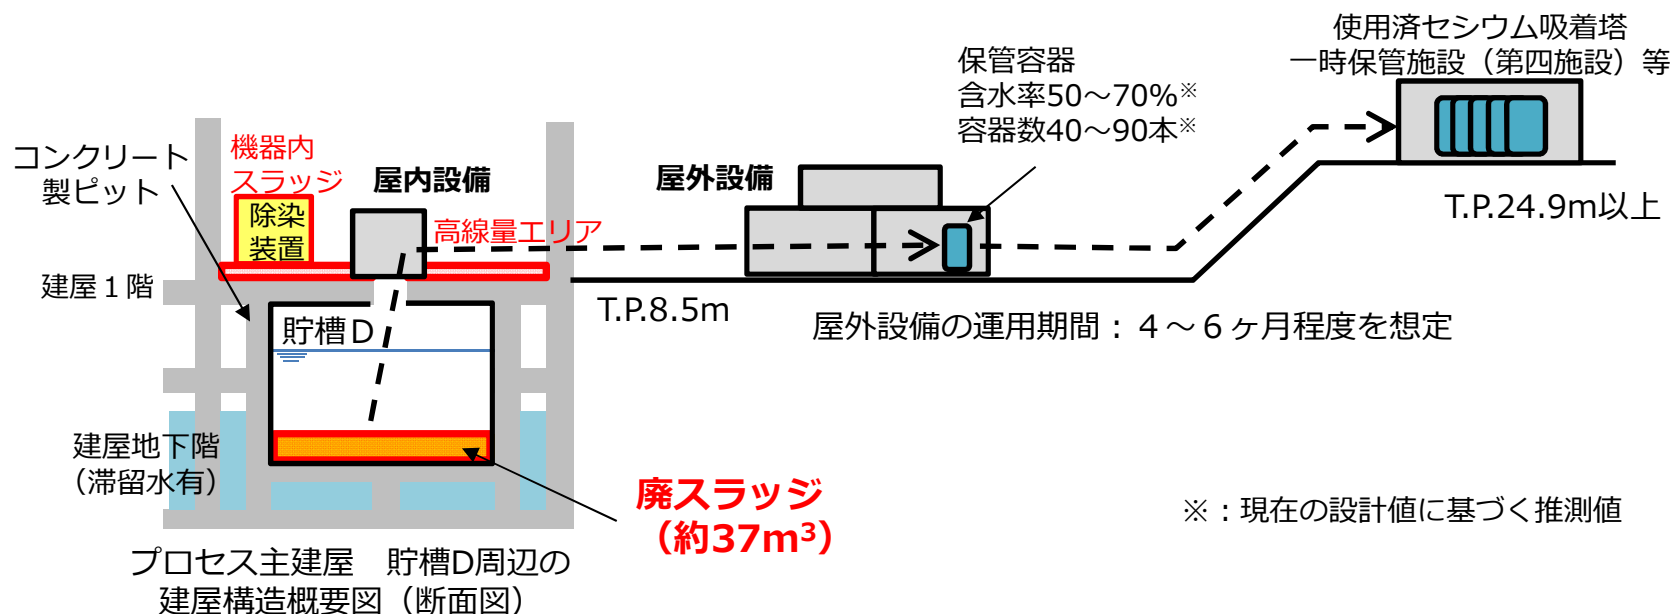 使用済セシウム吸着塔
一時保管施設（第四施設）等
保管容器
含水率50～70%※
容器数40～90本※
コンクリート
製ピット
機器内
スラッジ
屋内設備
屋外設備
除染
装置
高線量エリア
T.P.24.9m以上
建屋１階
T.P.8.5m
貯槽Ｄ
屋外設備の運用期間：４～６ヶ月程度を想定
建屋地下階
（滞留水有）
廃スラッジ
（約37m³）
※：現在の設計値に基づく推測値
プロセス主建屋　貯槽D周辺の
建屋構造概要図（断面図）